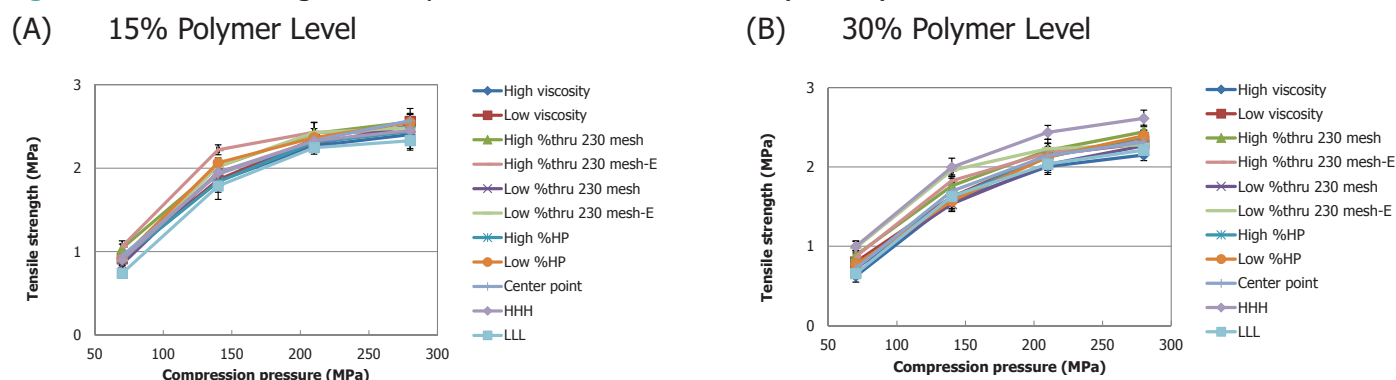 (A) 15% Polymer Level
3
2
1
0
Tensile strength (MPa)
50 100 150 200 250 300
Compression pressure (MPa)
High viscosity
Low viscosity
High %thru 230 mesh
High %thru 230 mesh-E
Low %thru 230 mesh
Low %thru 230 mesh-E
High %HP
Low %HP
Center point
HHH
LLL
(B) 30% Polymer Level
3
2
1
0
Tensile strength (MPa)
50 100 150 200 250 300
Compression pressure (MPa)
High viscosity
Low viscosity
High %thru 230 mesh
High %thru 230 mesh-E
Low %thru 230 mesh
Low %thru 230 mesh-E
High %HP
Low %HP
Center point
HHH
LLL